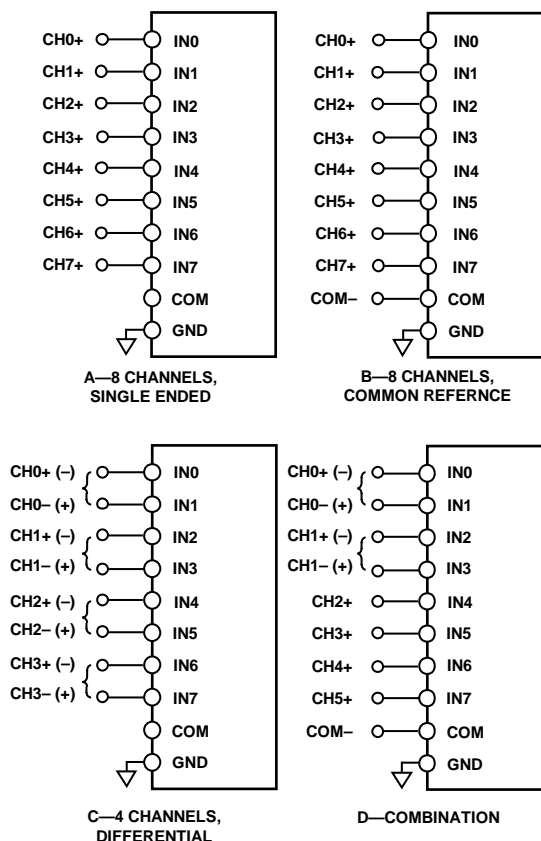 CH0+ IN0
CH1+ IN1
CH2+ IN2
CH3+ IN3
CH4+ IN4
CH5+ IN5
CH6+ IN6
CH7+ IN7
COM
GND
A—8 CHANNELS,
SINGLE ENDED
CH0+ IN0
CH1+ IN1
CH2+ IN2
CH3+ IN3
CH4+ IN4
CH5+ IN5
CH6+ IN6
CH7+ IN7
COM– COM
GND
B—8 CHANNELS,
COMMON REFERNCE
CH0+ (–) IN0
CH0– (+) IN1
CH1+ (–) IN2
CH1– (+) IN3
CH2+ (–) IN4
CH2– (+) IN5
CH3+ (–) IN6
CH3– (+) IN7
COM
GND
C—4 CHANNELS,
DIFFERENTIAL
CH0+ (–) IN0
CH0– (+) IN1
CH1+ (–) IN2
CH1– (+) IN3
CH2+ IN4
CH3+ IN5
CH4+ IN6
CH5+ IN7
COM– COM
GND
D—COMBINATION